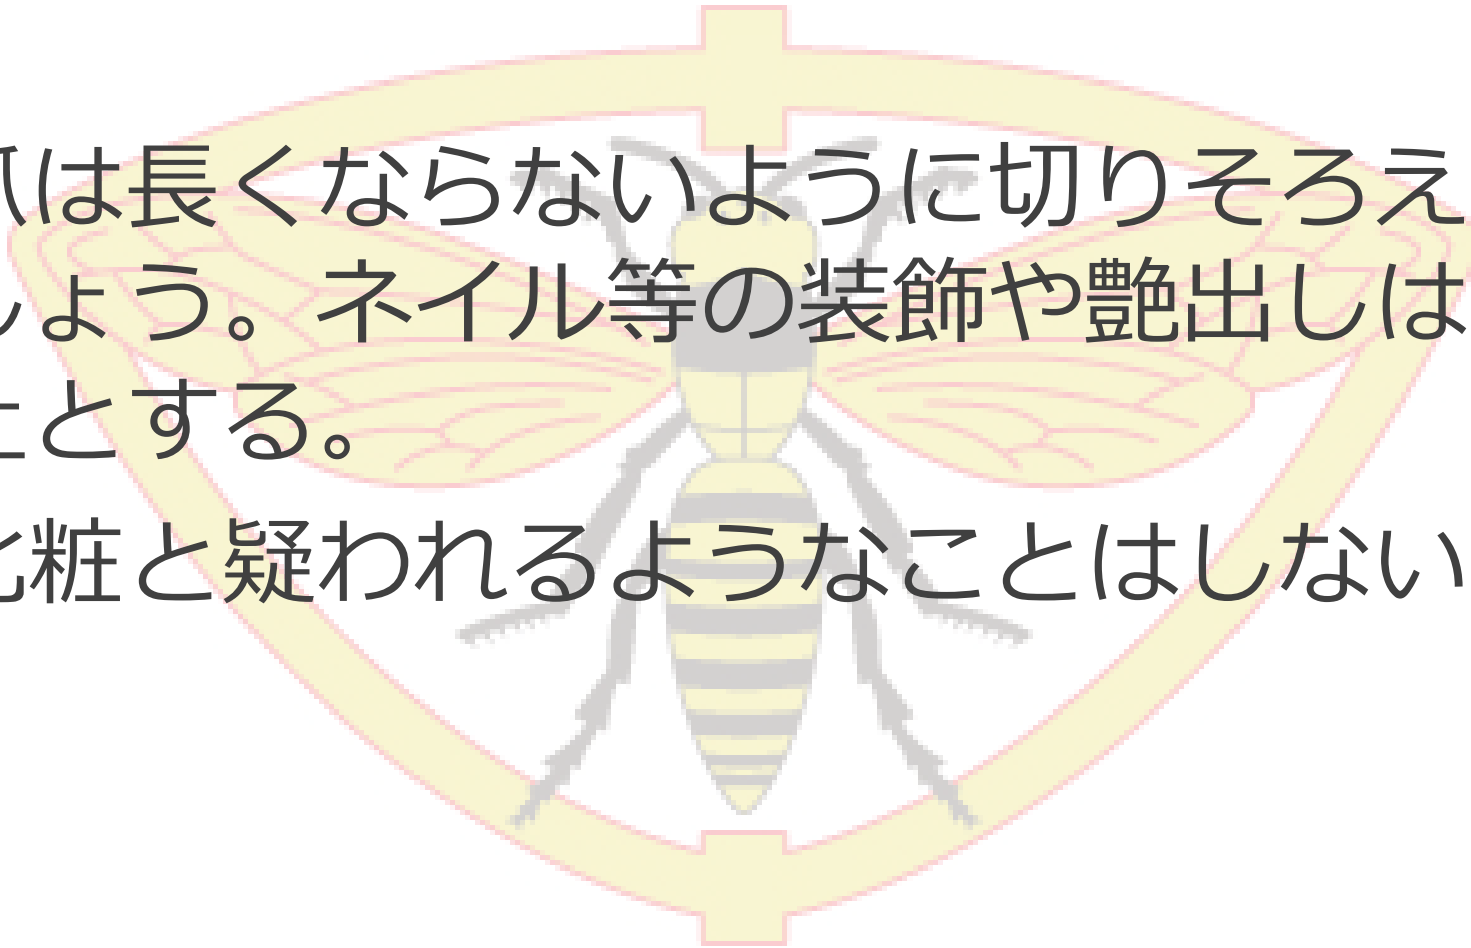 爪は長くならないように切りそろえ
しょう。ネイル等の装飾や艶出しは
とする。
化粧と疑われるようなことはしない